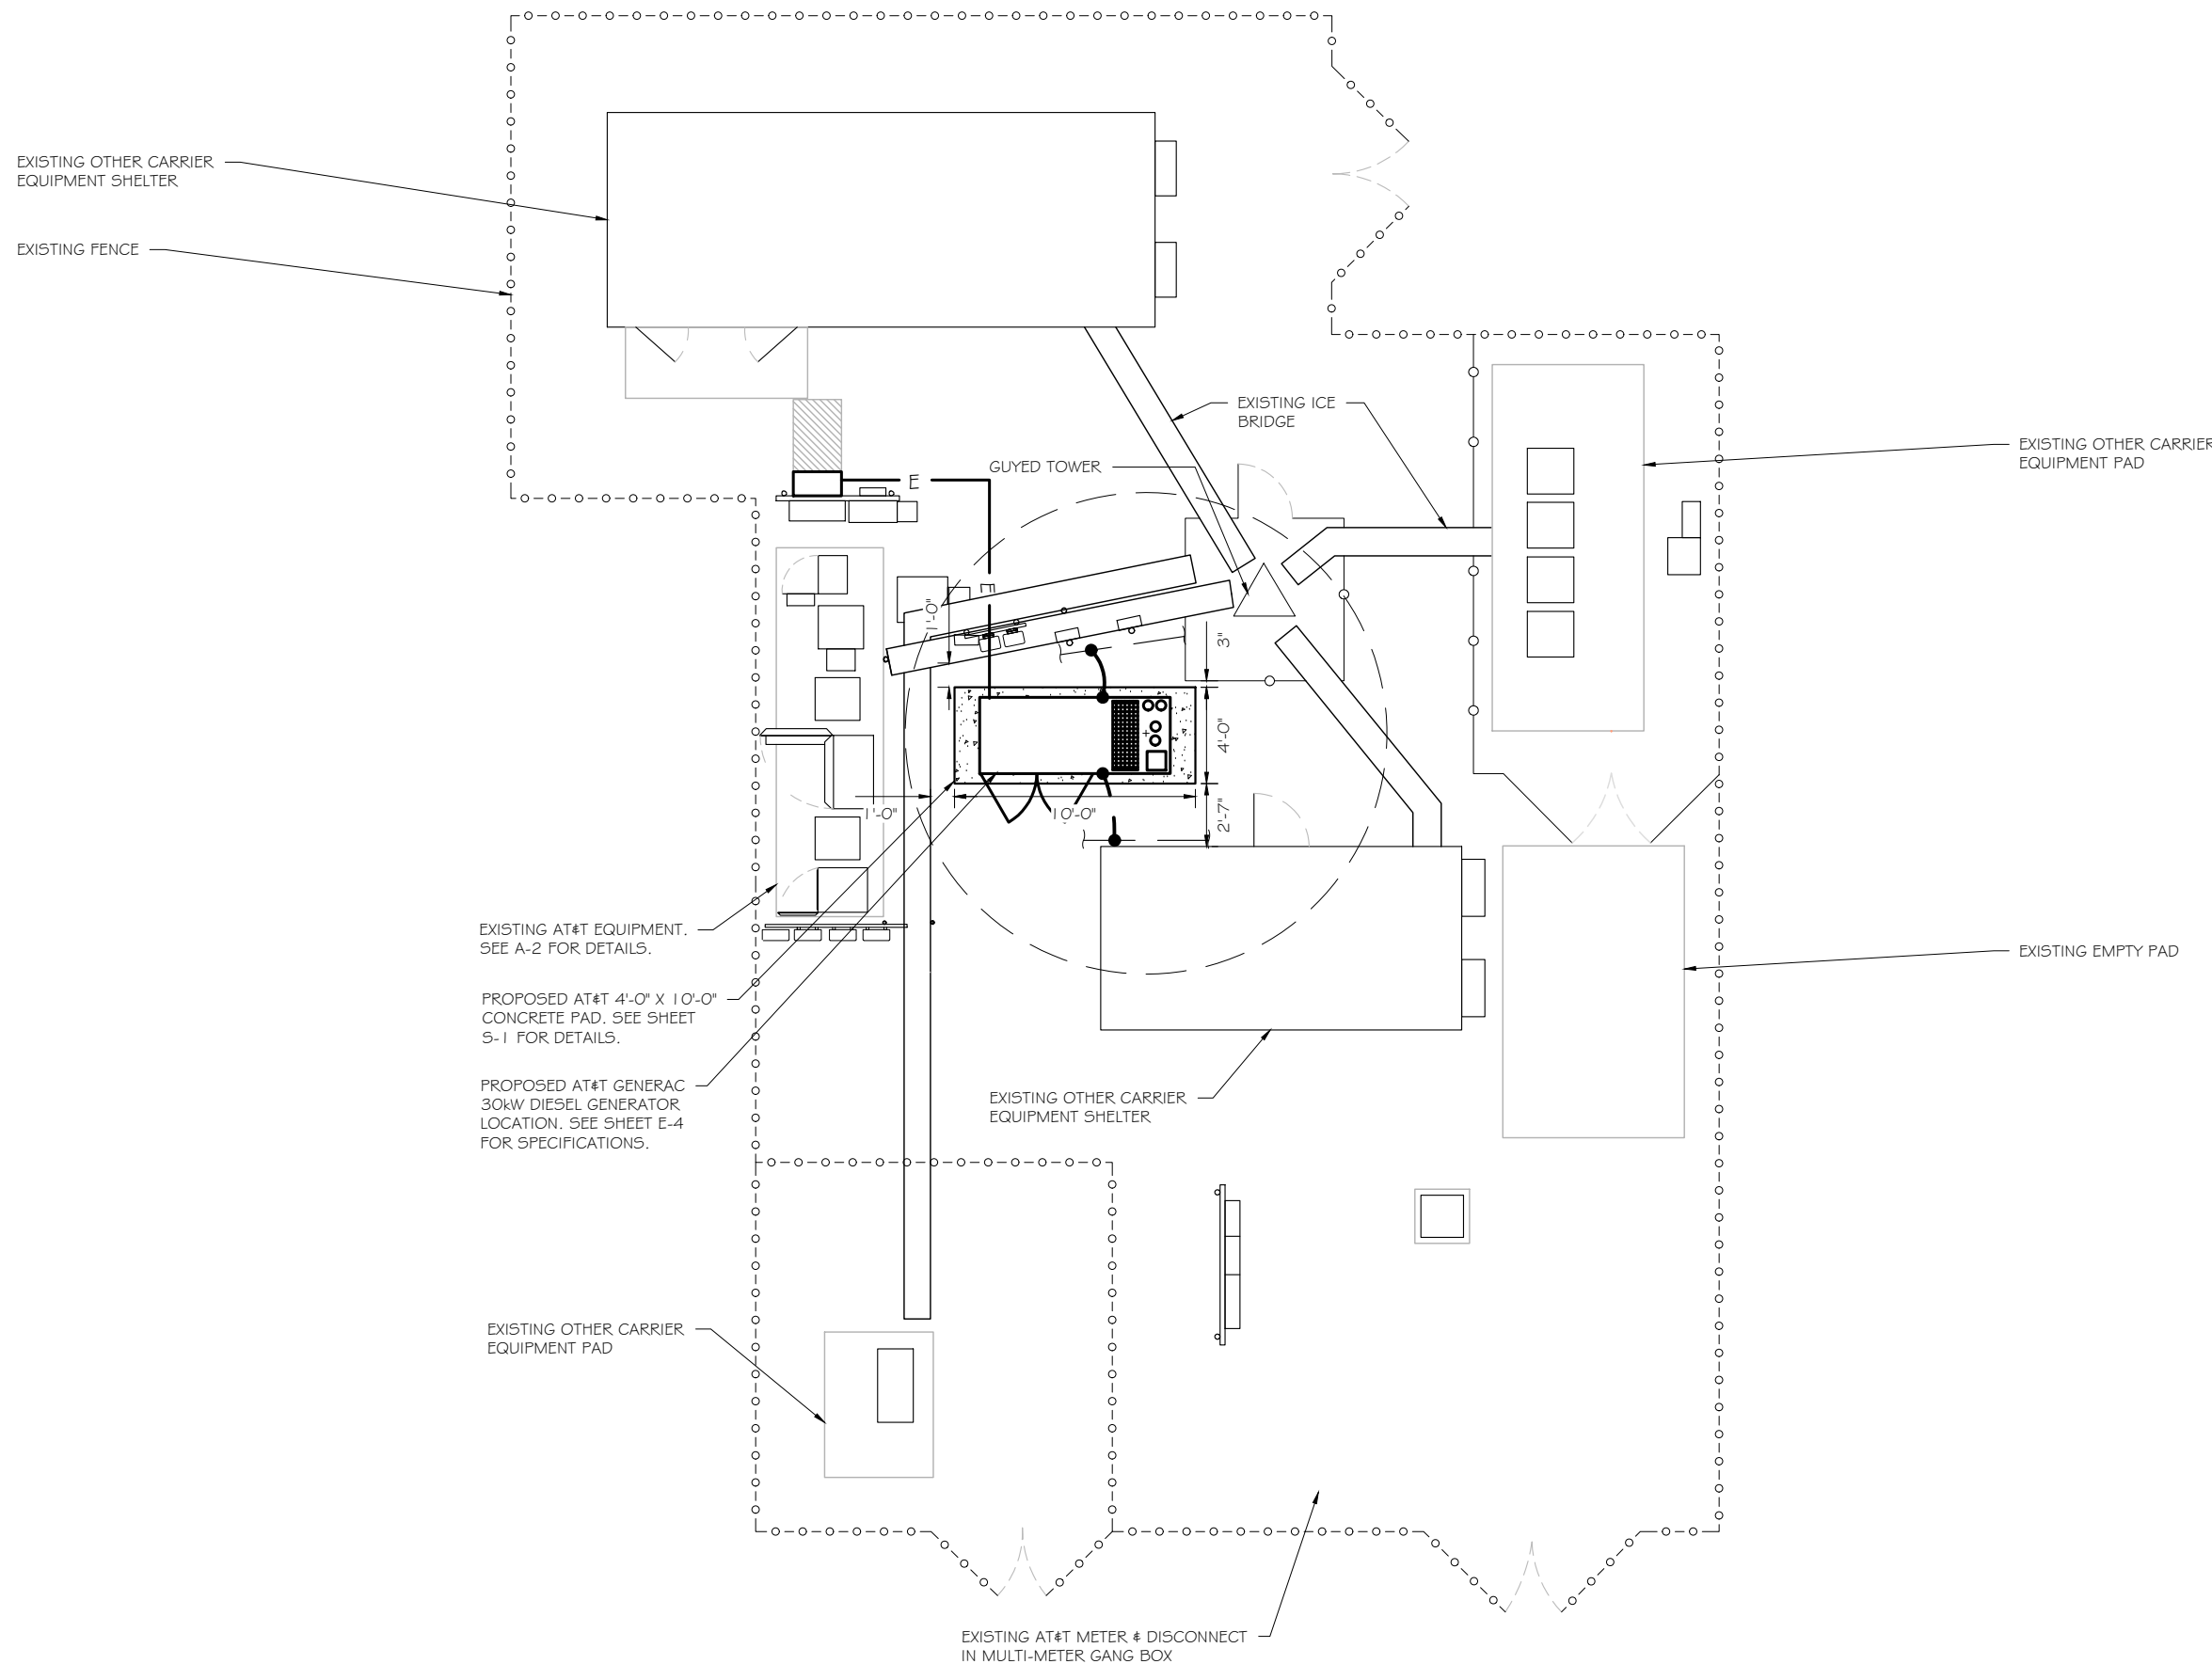 EXISTING OTHER CARRIER
EQUIPMENT SHELTER
EXISTING FENCE
EXISTING ICE
BRIDGE
GUYED TOWER
EXISTING OTHER CARRIER
EQUIPMENT PAD
E
E
1'-0"
3"
4'-0"
1'-0"
10'-0"
2'-7"
EXISTING AT&T EQUIPMENT.
SEE A-2 FOR DETAILS.
EXISTING EMPTY PAD
PROPOSED AT&T 4'-0" X 10'-0"
CONCRETE PAD. SEE SHEET
S-1 FOR DETAILS.
PROPOSED AT&T GENERAC
30kW DIESEL GENERATOR
LOCATION. SEE SHEET E-4
FOR SPECIFICATIONS.
EXISTING OTHER CARRIER
EQUIPMENT SHELTER
EXISTING OTHER CARRIER
EQUIPMENT PAD
EXISTING AT&T METER & DISCONNECT
IN MULTI-METER GANG BOX